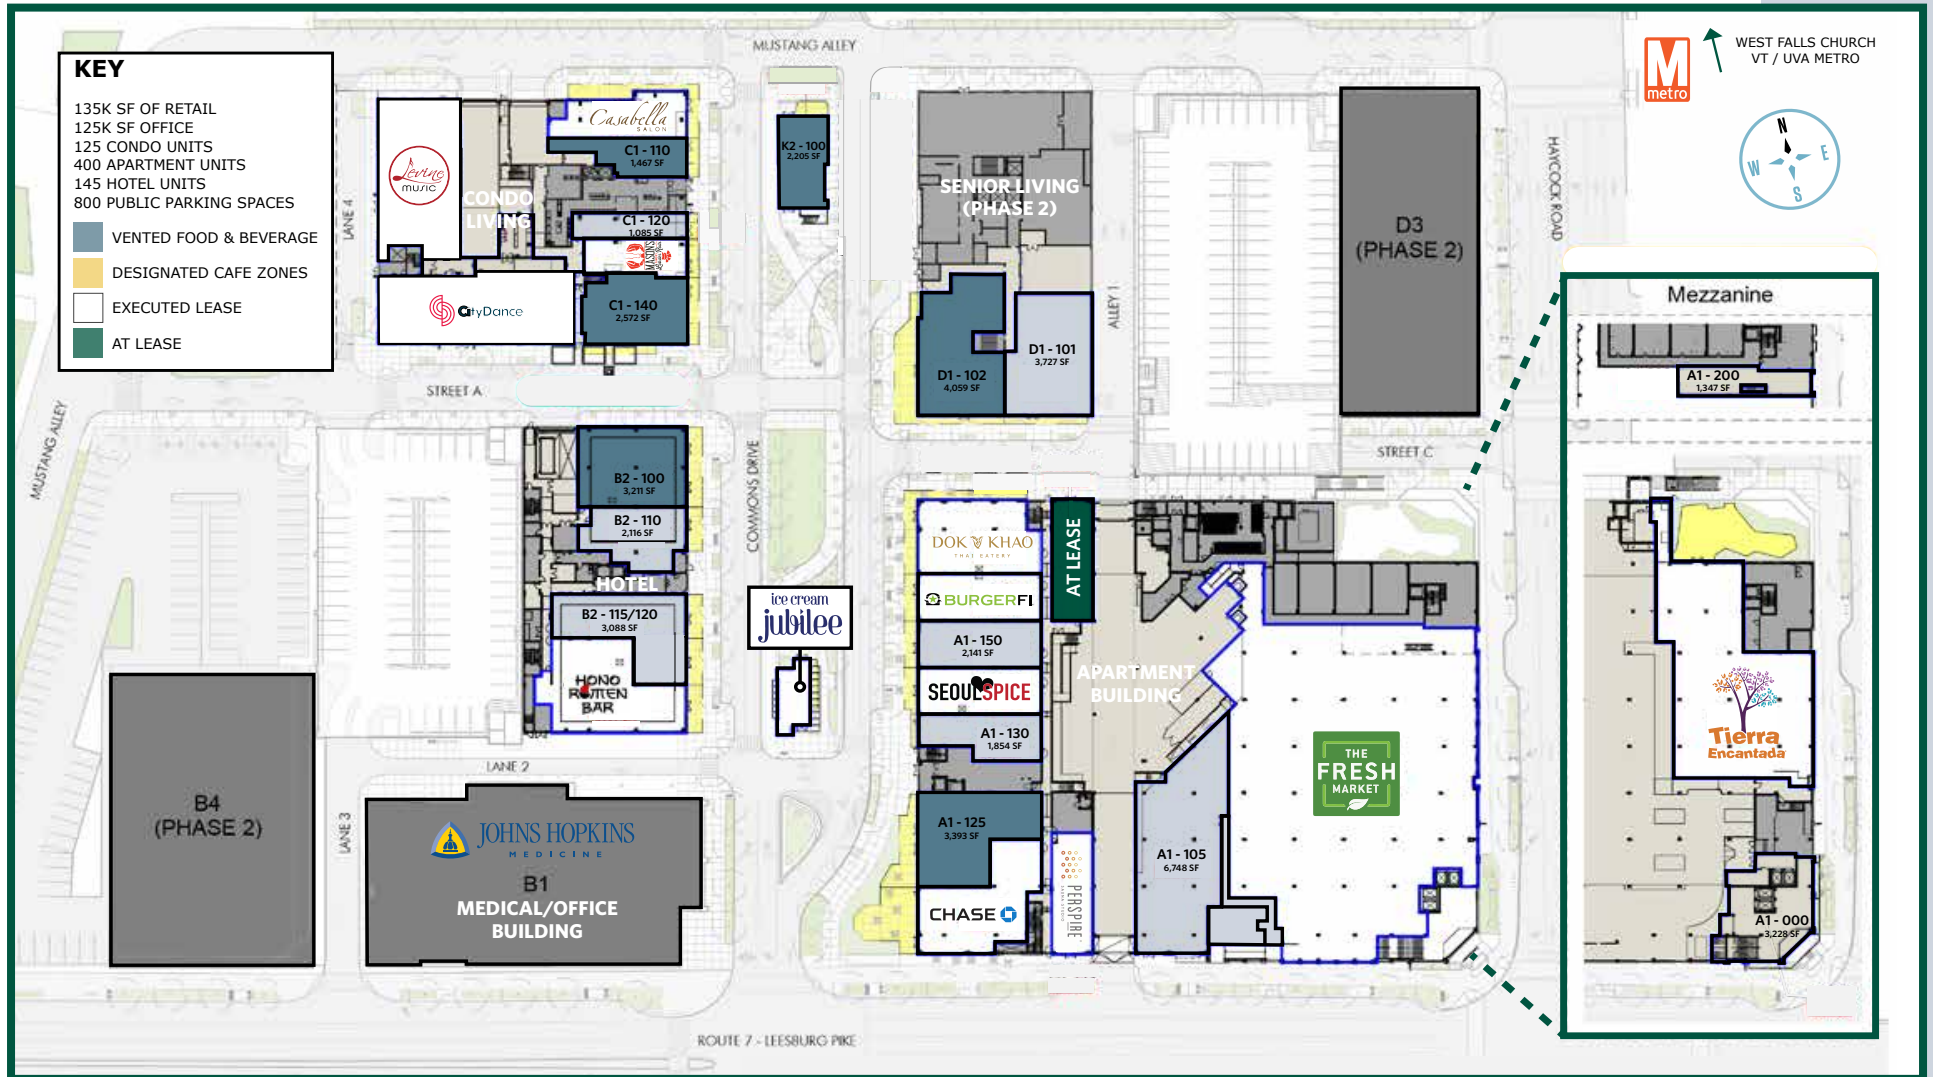 KEY
135K SF OF RETAIL
125K SF OFFICE
125 CONDO UNITS
400 APARTMENT UNITS
145 HOTEL UNITS
800 PUBLIC PARKING SPACES
VENTED FOOD & BEVERAGE
DESIGNATED CAFE ZONES
EXECUTED LEASE
AT LEASE
MUSTANG ALLEY
M
metro
WEST FALLS CHURCH
VT / UVA METRO
N
W
E
S
LANE 4
Levine
music
CONDO
LIVING
Casabella
SALON
C1 - 110
1,467 SF
C1 - 120
1,085 SF
C1 - 140
2,572 SF
CityDance
K2 - 100
2,205 SF
SENIOR LIVING
(PHASE 2)
D1 - 102
4,059 SF
D1 - 101
3,727 SF
ALLEY 1
D3
(PHASE 2)
HAYCOCK ROAD
STREET A
STREET C
MUSTANG ALLEY
COMMONS DRIVE
B2 - 100
3,211 SF
B2 - 110
2,116 SF
HOTEL
B2 - 115/120
3,088 SF
HONO
RAMEN
BAR
ice cream
jubilee
DOK KHAO
THAI EATERY
BURGERFI
A1 - 150
2,141 SF
SEOULSPICE
A1 - 130
1,854 SF
A1 - 125
3,393 SF
CHASE
AT LEASE
APARTMENT
BUILDING
PERSPIRE
A1 - 105
6,748 SF
THE
FRESH
MARKET
LANE 2
LANE 3
B4
(PHASE 2)
JOHNS HOPKINS
MEDICINE
B1
MEDICAL/OFFICE
BUILDING
ROUTE 7 - LEESBURG PIKE
Mezzanine
A1 - 200
1,347 SF
Tierra
Encantada
A1 - 000
3,228 SF